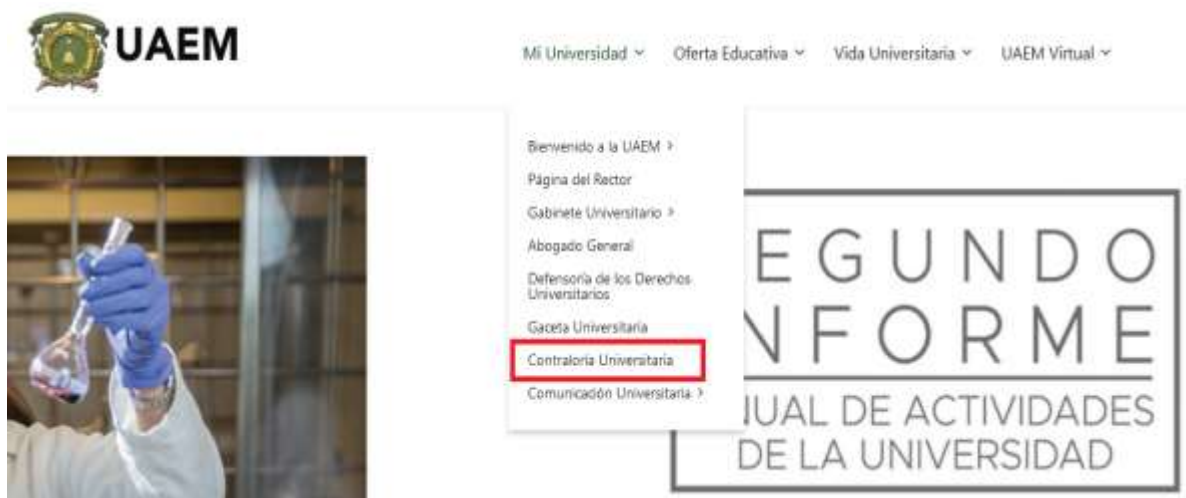 UAEM
Mi Universidad
Oferta Educativa
Vida Universitaria
UAEM Virtual
Bienvenido a la UAEM >
Página del Rector
Gabinete Universitario >
Abogado General
Defensoría de los Derechos
Universitarios
Gaceta Universitaria
Contraloría Universitaria
Comunicación Universitaria >
EGUNDO
NFORME
UAL DE ACTIVIDADES
DE LA UNIVERSIDAD